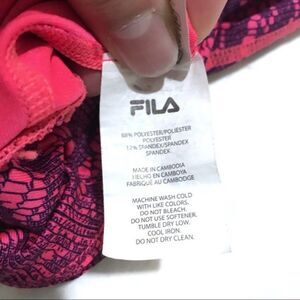 FILA
88% POLYESTER/POLIÉSTER
POLYESTER
12% SPANDEX/SPANDEX
SPANDEX
MADE IN CAMBODIA
HECHO EN CAMBOYA
FABRIQUÉ AU CAMBODGE
MACHINE WASH COLD
WITH LIKE COLORS.
DO NOT BLEACH.
DO NOT USE SOFTENER.
TUMBLE DRY LOW.
COOL IRON.
DO NOT DRY CLEAN.